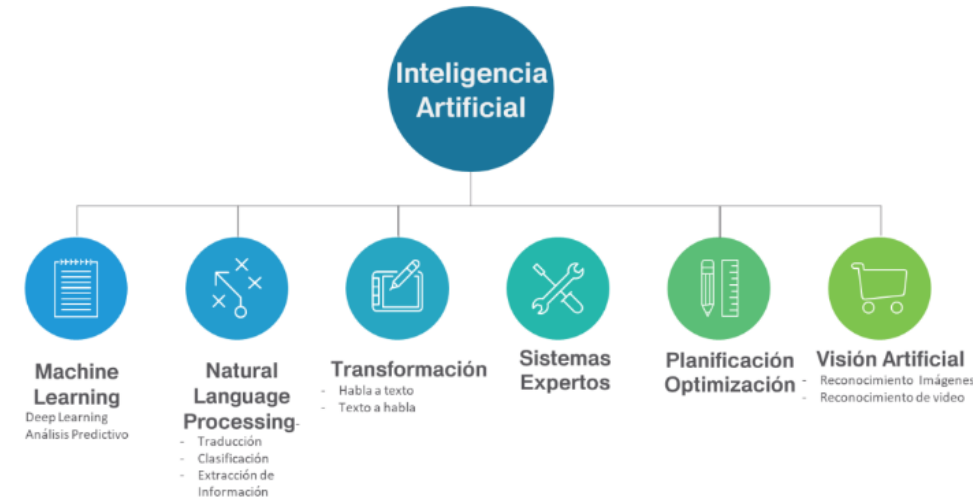 Inteligencia
Artificial
Machine
Learning
Deep Learning
Análisis Predictivo
Natural
Language
Processing-
- Traducción
- Clasificación
- Extracción de
Información
Transformación
- Habla a texto
- Texto a habla
Sistemas
Expertos
Planificación
Optimización
Visión Artificial
- Reconocimiento Imágenes
- Reconocimiento de video